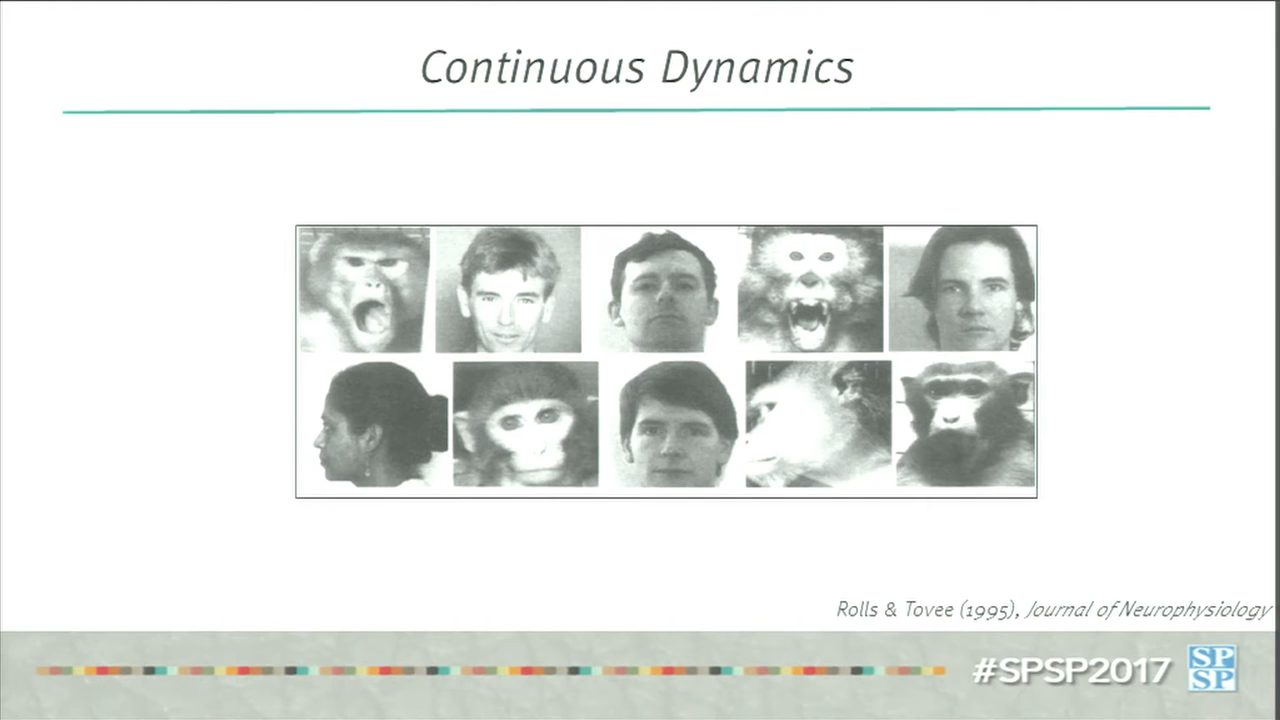 Continuous Dynamics
Rolls & Tovee (1995), Journal of Neurophysiology
#SPSP2017
SP
SP